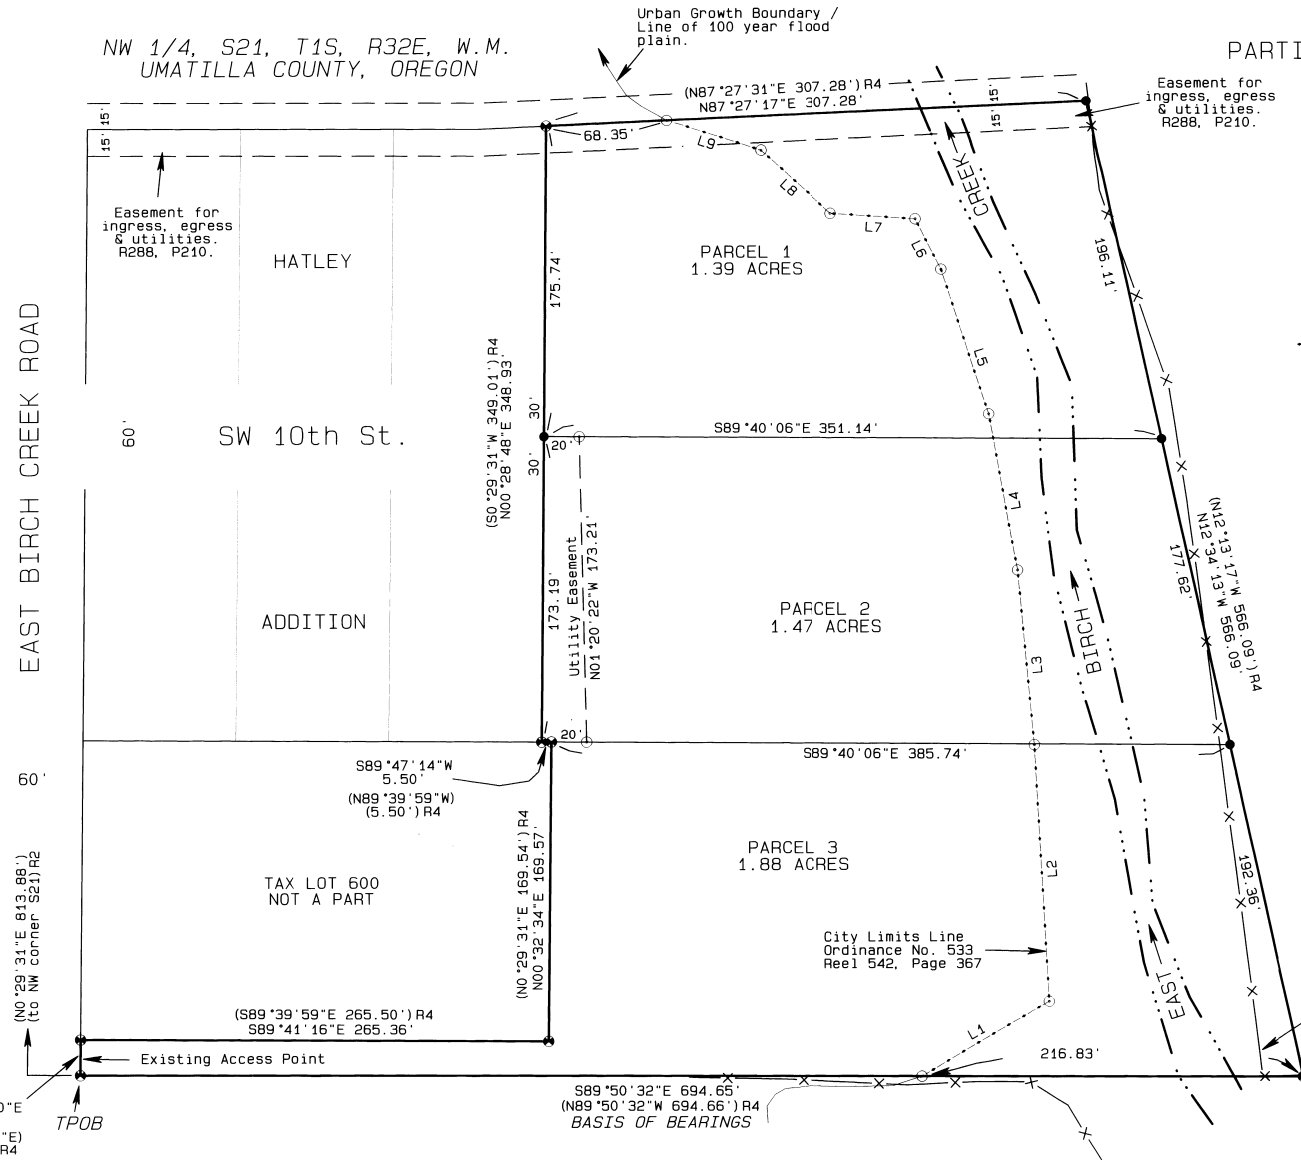 Urban Growth Boundary /
Line of 100 year flood
plain.
NW 1/4, S21, T1S, R32E, W.M.
UMATILLA COUNTY, OREGON
PARTI
(N87°27'31"E 307.28')R4
N87°27'17"E 307.28'
Easement for
ingress, egress
& utilities.
R288, P210.
15' 15'
15' 15'
68.35'
L9
L8
L7
L6
L5
L4
L3
L2
L1
CREEK
Easement for
ingress, egress
& utilities.
R288, P210.
HATLEY
PARCEL 1
1.39 ACRES
175.74'
196.11'
EAST BIRCH CREEK ROAD
60'
SW 10th St.
(S0°29'31"W 349.01')R4
N00°28'48"E 348.93'
30'
30'
20'
S89°40'06"E 351.14'
(N12°13'17"W 566.09')R4
N12°34'13"W 566.09'
177.62'
173.19'
Utility Easement
N01°20'22"W 173.21'
ADDITION
PARCEL 2
1.47 ACRES
BIRCH
20'
S89°40'06"E 385.74'
S89°47'14"W
5.50'
(N89°39'59"W)
(5.50')R4
60'
PARCEL 3
1.88 ACRES
192.36'
TAX LOT 600
NOT A PART
(N0°29'31"E 169.54')R4
N00°32'34"E 169.57'
(N0°29'31"E 813.88')
(to NW corner S21)R2
City Limits Line
Ordinance No. 533
Reel 542, Page 367
EAST
(S89°39'59"E 265.50')R4
S89°41'16"E 265.36'
Existing Access Point
216.83'
S89°50'32"E 694.65'
(N89°50'32"W 694.66')R4
BASIS OF BEARINGS
0"E
TPOB
"E)
R4